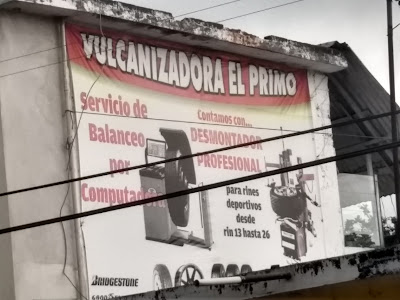 VULCANIZADORA EL PRIMO
Servicio de
Balanceo
por
Computadora
Contamos con...
DESMONTADOR
PROFESIONAL
para rines
deportivos
desde
rin 13 hasta 26
BRIDGESTONE